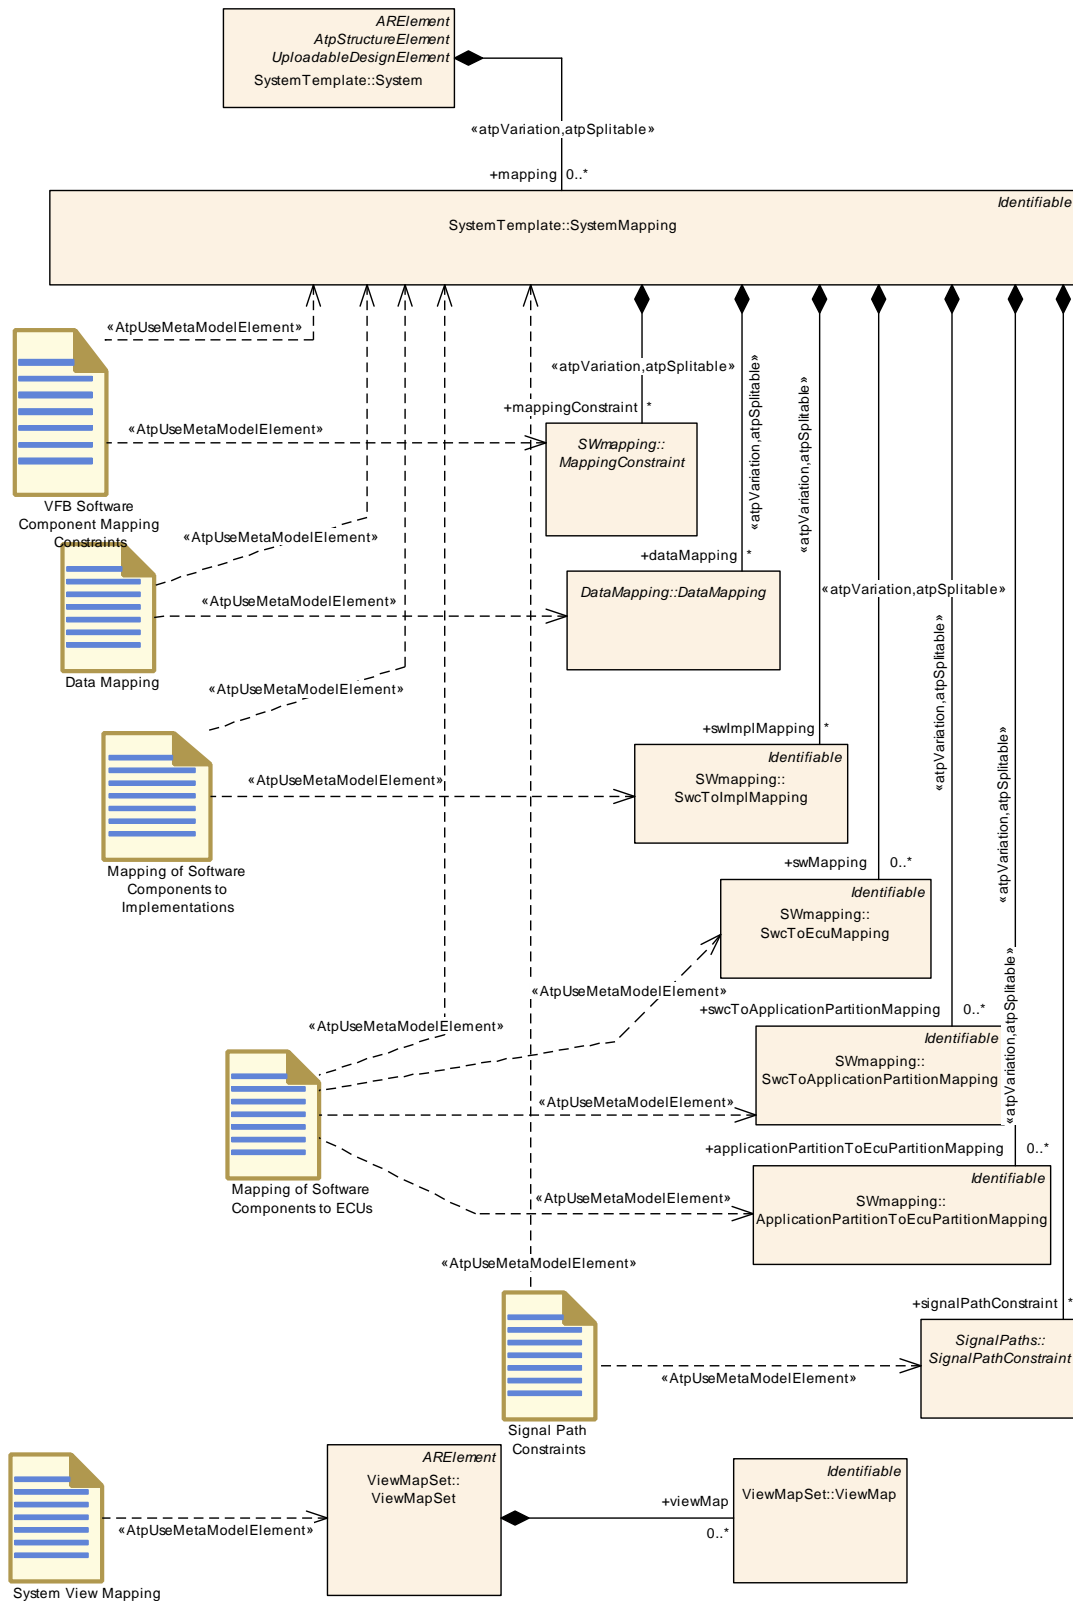 ARElement
AtpStructureElement
UploadableDesignElement
SystemTemplate::System
«atpVariation,atpSplitable»
+mapping 0..*
Identifiable
SystemTemplate::SystemMapping
«AtpUseMetaModelElement»
«atpVariation,atpSplitable»
«atpVariation,atpSplitable»
«atpVariation,atpSplitable»
+mappingConstraint *
«AtpUseMetaModelElement»
SWmapping::
MappingConstraint
VFB Software
Component Mapping
Constraints
«AtpUseMetaModelElement»
+dataMapping *
«atpVariation,atpSplitable»
DataMapping::DataMapping
«AtpUseMetaModelElement»
Data Mapping
«AtpUseMetaModelElement»
«atpVariation,atpSplitable»
+swImplMapping *
Identifiable
SWmapping::
SwcToImplMapping
«AtpUseMetaModelElement»
«atpVariation,atpSplitable»
Mapping of Software
Components to
Implementations
+swMapping 0..*
Identifiable
SWmapping::
SwcToEcuMapping
«AtpUseMetaModelElement»
«atpVariation,atpSplitable»
+swcToApplicationPartitionMapping 0..*
«AtpUseMetaModelElement»
Identifiable
SWmapping::
SwcToApplicationPartitionMapping
«AtpUseMetaModelElement»
+applicationPartitionToEcuPartitionMapping 0..*
Mapping of Software
Components to ECUs
Identifiable
SWmapping::
ApplicationPartitionToEcuPartitionMapping
«AtpUseMetaModelElement»
«AtpUseMetaModelElement»
+signalPathConstraint *
SignalPaths::
SignalPathConstraint
«AtpUseMetaModelElement»
Signal Path
Constraints
ARElement
ViewMapSet::
ViewMapSet
Identifiable
ViewMapSet::ViewMap
+viewMap
0..*
«AtpUseMetaModelElement»
System View Mapping